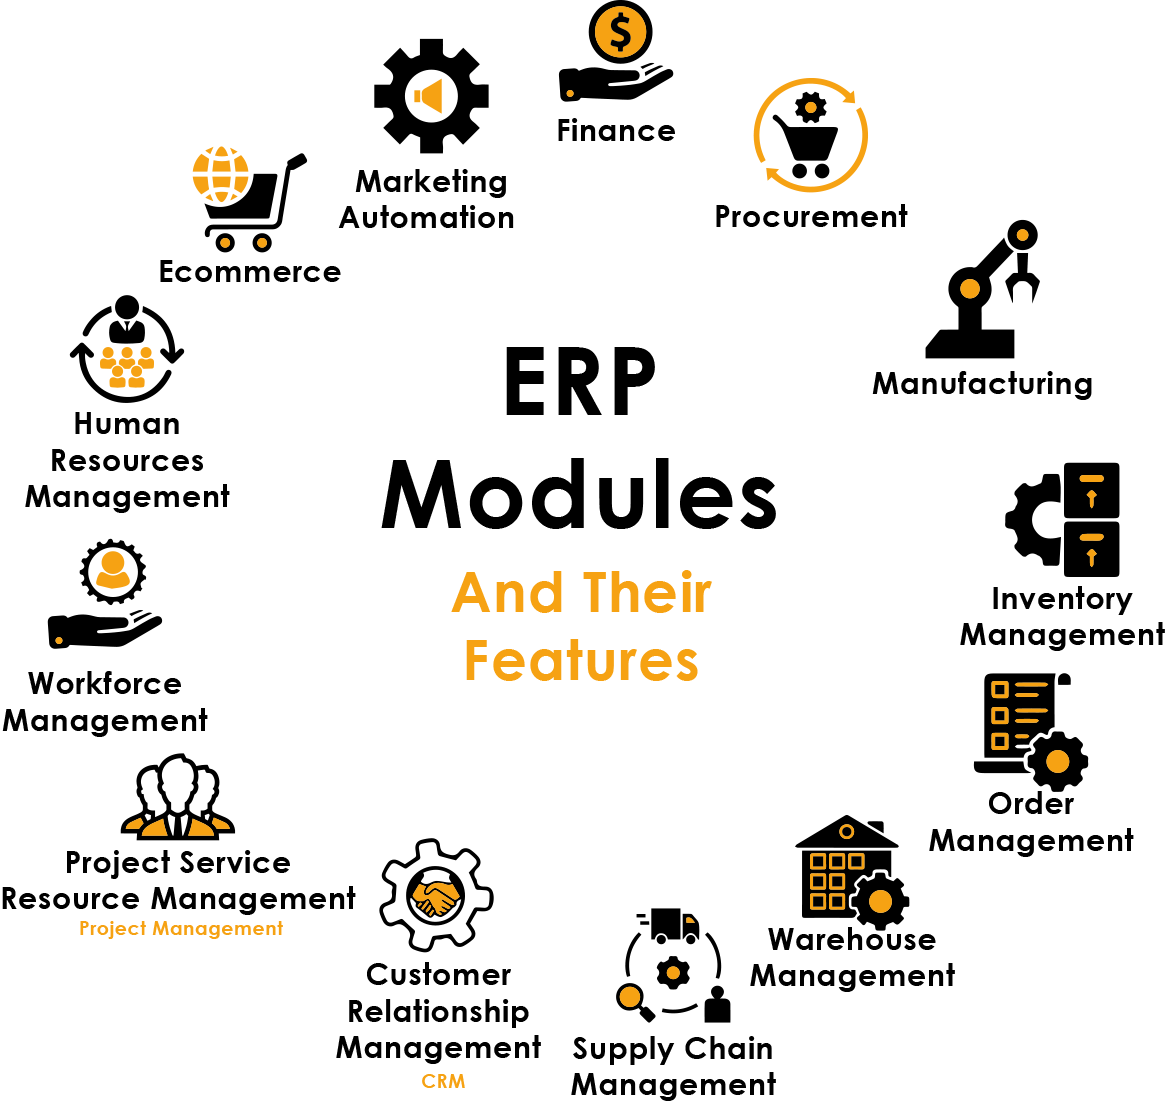 Finance
Marketing
Automation
Procurement
Ecommerce
Manufacturing
Human
Resources
Management
ERP
Modules
And Their
Features
Inventory
Management
Workforce
Management
Order
Management
Project Service
Resource Management
Project Management
Warehouse
Management
Customer
Relationship
Management
CRM
Supply Chain
Management